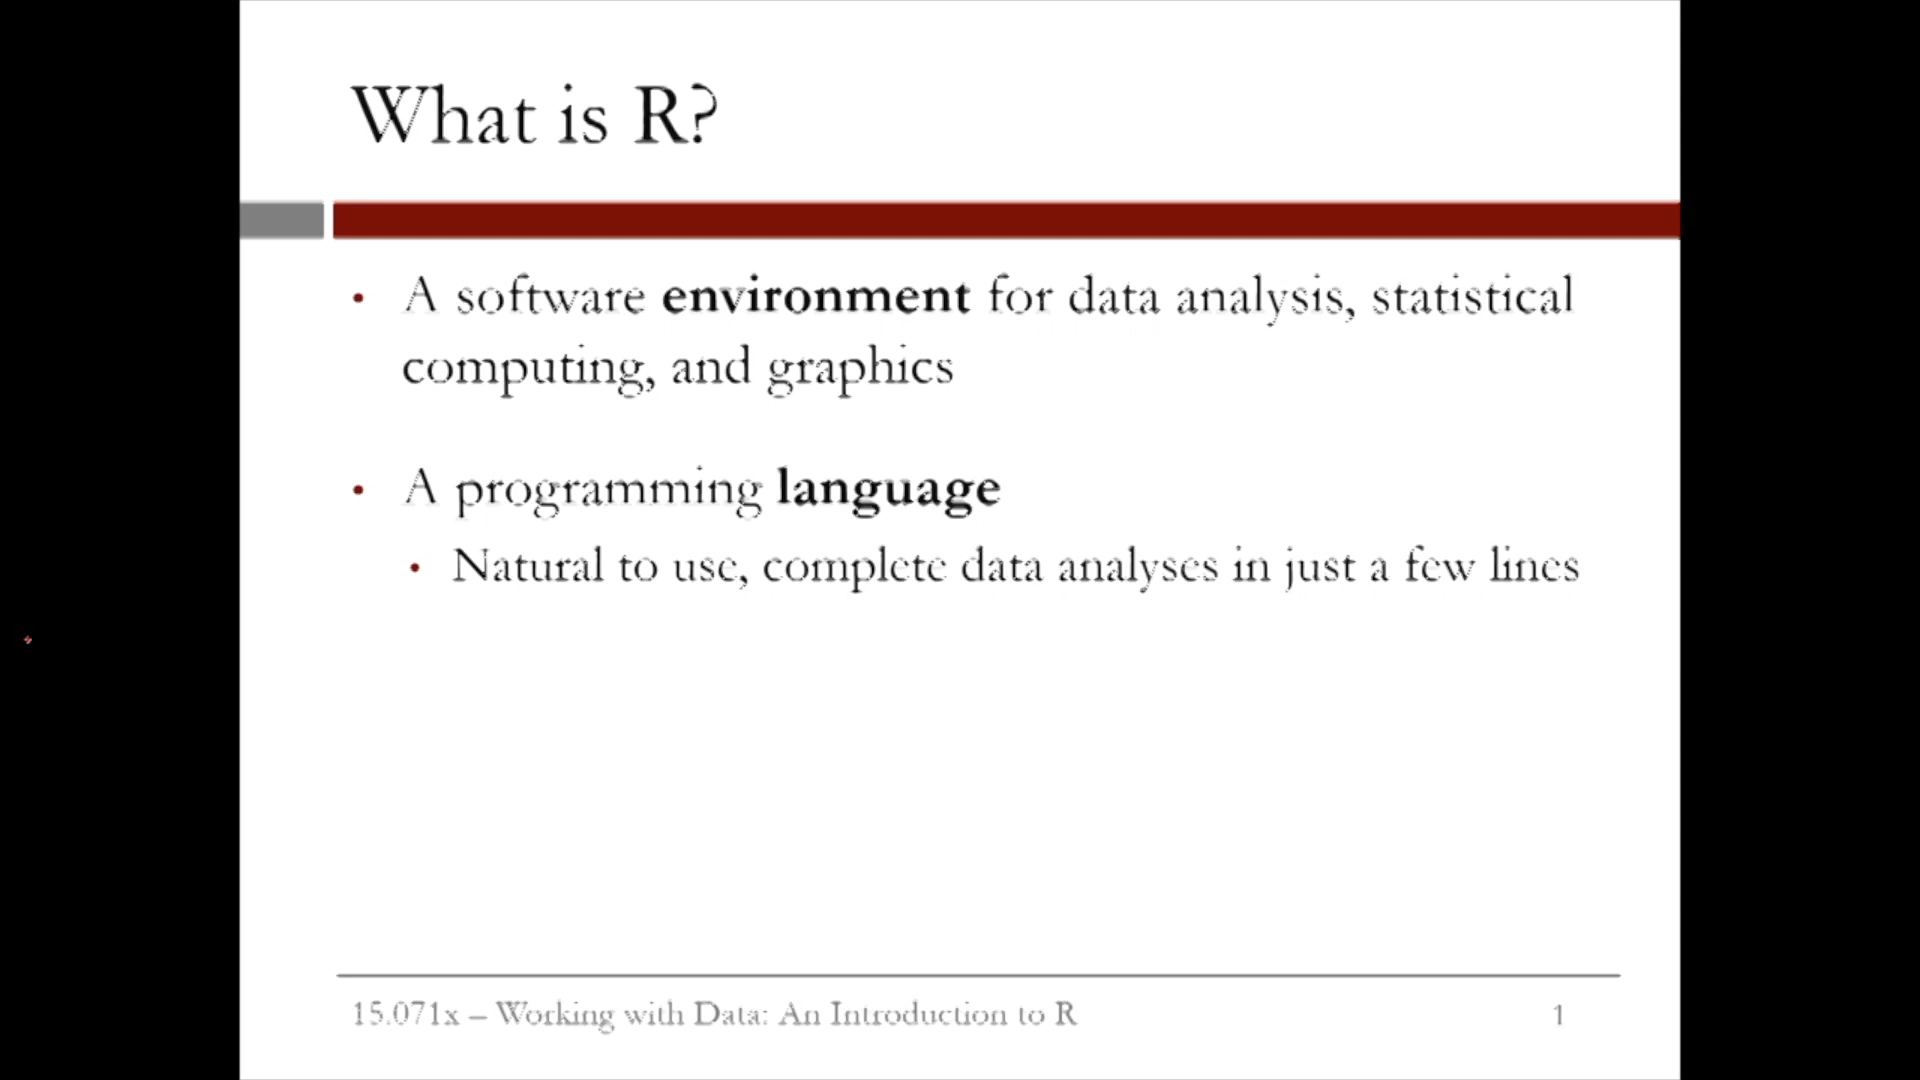 What is R?
• A software environment for data analysis, statistical
computing, and graphics
• A programming language
• Natural to use, complete data analyses in just a few lines
15.071x – Working with Data: An Introduction to R
1